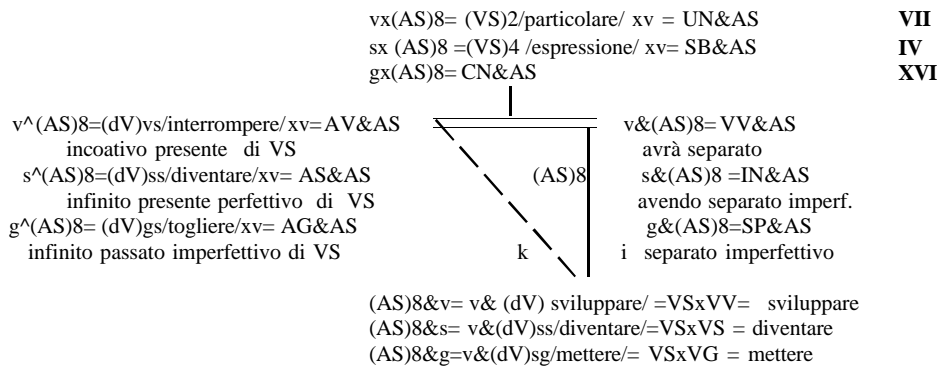 vx(AS)8= (VS)2/particolare/ xv = UN&AS VII
sx (AS)8 =(VS)4 /espressione/ xv= SB&AS IV
gx(AS)8= CN&AS XVI
v^(AS)8=(dV)vs/interrompere/xv=AV&AS
incoativo presente di VS
s^(AS)8=(dV)ss/diventare/xv= AS&AS
infinito presente perfettivo di VS
g^(AS)8= (dV)gs/togliere/xv= AG&AS
infinito passato imperfettivo di VS
(AS)8
k
i
v&(AS)8= VV&AS
avrà separato
s&(AS)8 =IN&AS
avendo separato imperf.
g&(AS)8=SP&AS
separato imperfettivo
(AS)8&v= v& (dV) sviluppare/ =VSxVV= sviluppare
(AS)8&s= v&(dV)ss/diventare/=VSxVS = diventare
(AS)8&g=v&(dV)sg/mettere/= VSxVG = mettere